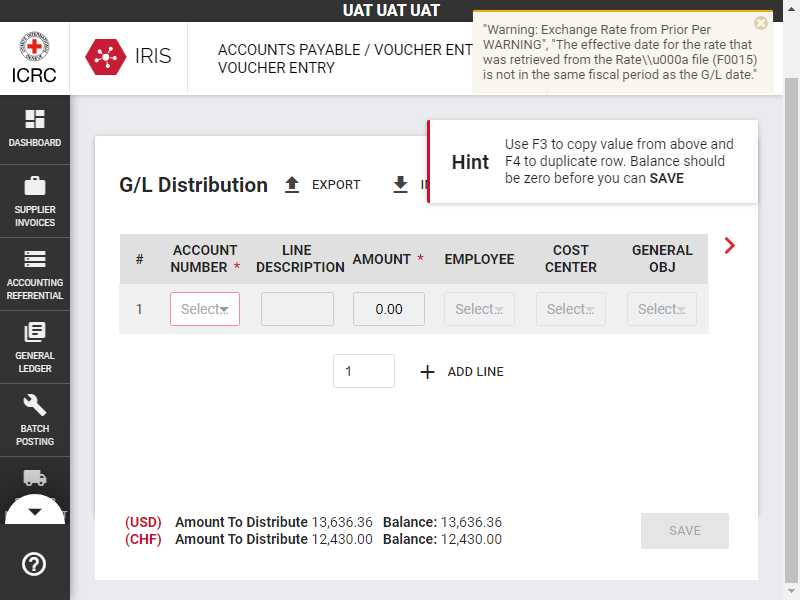 UAT UAT UAT
ICRC
IRIS
ACCOUNTS PAYABLE / VOUCHER ENT
VOUCHER ENTRY
"Warning: Exchange Rate from Prior Per
WARNING", "The effective date for the rate that
was retrieved from the Rate\\u000a file (F0015)
is not in the same fiscal period as the G/L date."
DASHBOARD
SUPPLIER
INVOICES
ACCOUNTING
REFERENTIAL
GENERAL
LEDGER
BATCH
POSTING
Hint
Use F3 to copy value from above and
F4 to duplicate row. Balance should
be zero before you can SAVE
G/L Distribution
EXPORT
# ACCOUNT NUMBER * LINE DESCRIPTION AMOUNT * EMPLOYEE COST CENTER GENERAL OBJ
1 Select... 0.00 Select... Select... Select...
1 + ADD LINE
(USD) Amount To Distribute 13,636.36 Balance: 13,636.36
(CHF) Amount To Distribute 12,430.00 Balance: 12,430.00
SAVE